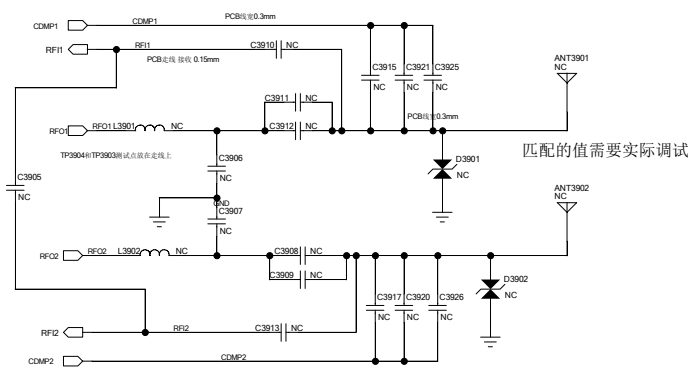 CDMP1
CDMP1
PCB线宽0.3mm
RFI1
RFI1
C3910
NC
PCB走线 接收 0.15mm
C3915
NC
C3921
NC
C3925
NC
ANT3901
NC
C3911
NC
RFO1
RFO1
L3901
NC
C3912
NC
PCB线宽0.3mm
TP3904和TP3903测试点放在走线上
匹配的值需要实际调试
D3901
NC
C3905
NC
C3906
NC
GND
C3907
NC
ANT3902
NC
RFO2
RFO2
L3902
NC
C3908
NC
C3909
NC
D3902
NC
C3917
NC
C3920
NC
C3926
NC
RFI2
RFI2
C3913
NC
CDMP2
CDMP2